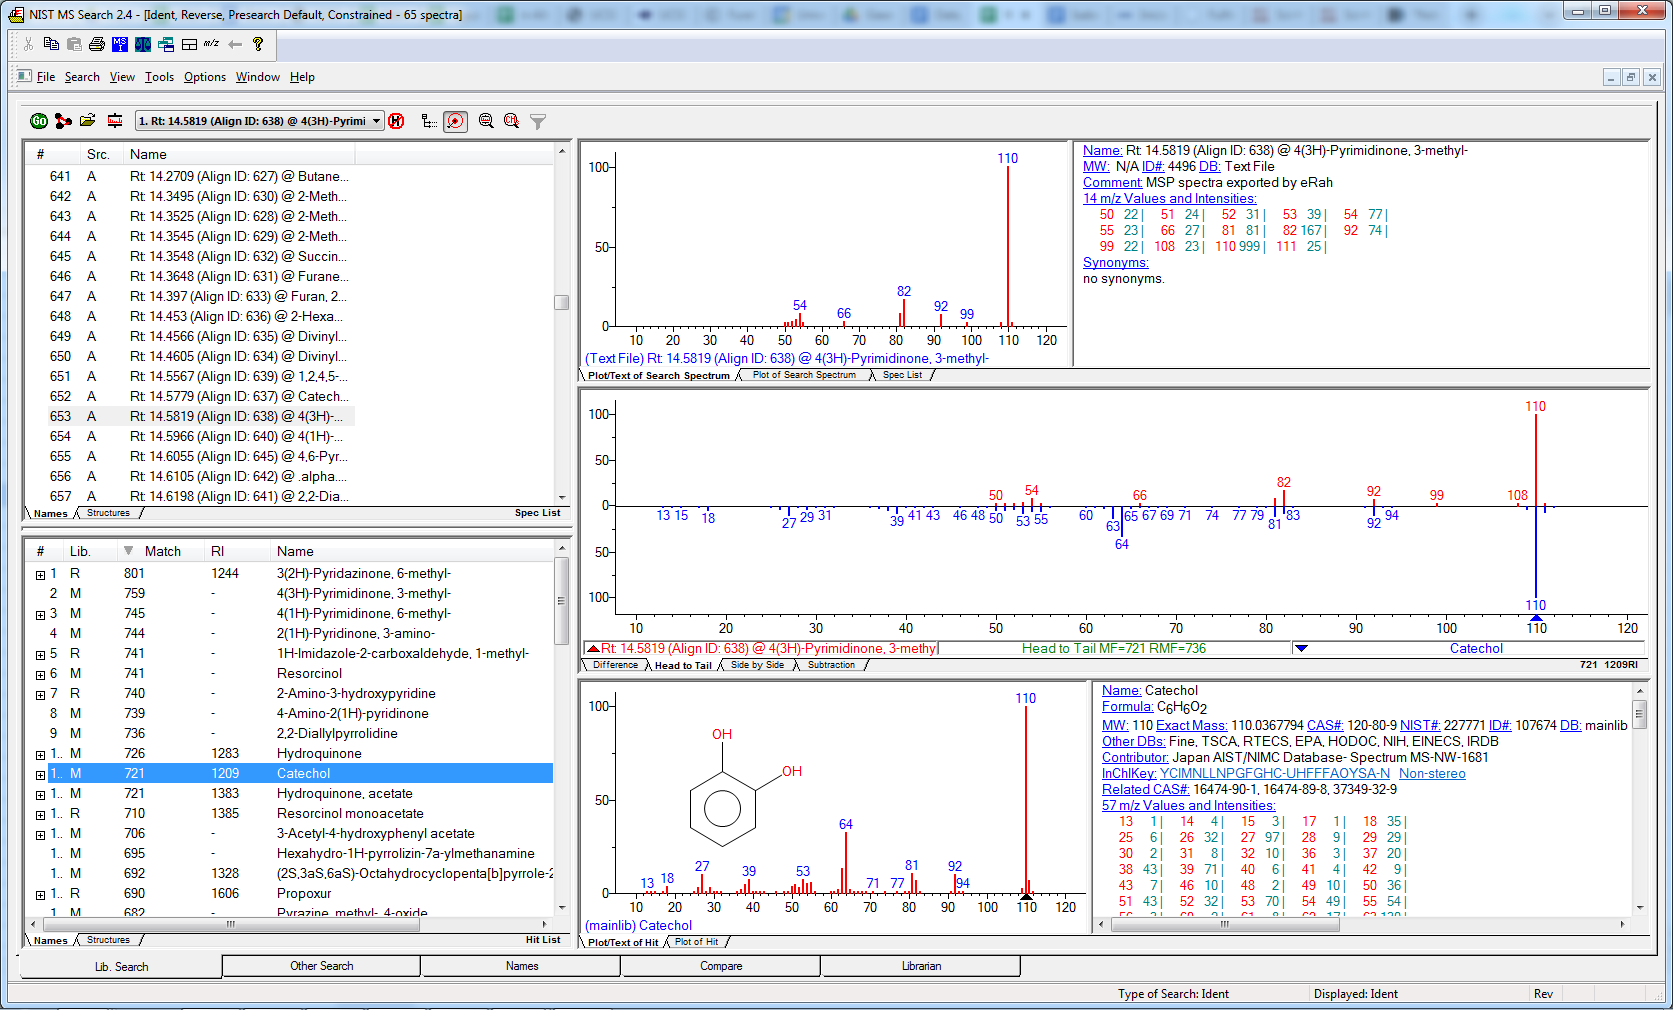 NIST MS Search 2.4 - [Ident, Reverse, Presearch Default, Constrained - 65 spectra]
File Search View Tools Options Window Help
1. Rt: 14.5819 (Align ID: 638) @ 4(3H)-Pyrimi
# Src. Name
641 A Rt: 14.2709 (Align ID: 627) @ Butane...
642 A Rt: 14.3495 (Align ID: 630) @ 2-Meth...
643 A Rt: 14.3525 (Align ID: 628) @ 2-Meth...
644 A Rt: 14.3545 (Align ID: 629) @ 2-Meth...
645 A Rt: 14.3548 (Align ID: 632) @ Succin...
646 A Rt: 14.3648 (Align ID: 631) @ Furane...
647 A Rt: 14.397 (Align ID: 633) @ Furan, 2...
648 A Rt: 14.453 (Align ID: 636) @ 2-Hexa...
649 A Rt: 14.4566 (Align ID: 635) @ Divinyl...
650 A Rt: 14.4605 (Align ID: 634) @ Divinyl...
651 A Rt: 14.5567 (Align ID: 639) @ 1,2,4,5-...
652 A Rt: 14.5779 (Align ID: 637) @ Catech...
653 A Rt: 14.5819 (Align ID: 638) @ 4(3H)-...
654 A Rt: 14.5966 (Align ID: 640) @ 4(1H)-...
655 A Rt: 14.6055 (Align ID: 645) @ 4,6-Pyr...
656 A Rt: 14.6105 (Align ID: 642) @ .alpha....
657 A Rt: 14.6198 (Align ID: 641) @ 2,2-Dia...
Names Structures Spec List
# Lib. Match RI Name
1 R 801 1244 3(2H)-Pyridazinone, 6-methyl-
2 M 759 - 4(3H)-Pyrimidinone, 3-methyl-
3 M 745 - 4(1H)-Pyrimidinone, 6-methyl-
4 M 744 - 2(1H)-Pyridinone, 3-amino-
5 R 741 - 1H-Imidazole-2-carboxaldehyde, 1-methyl-
6 M 741 - Resorcinol
7 R 740 - 2-Amino-3-hydroxypyridine
8 M 739 - 4-Amino-2(1H)-pyridinone
9 M 736 - 2,2-Diallylpyrrolidine
1.. M 726 1283 Hydroquinone
1.. M 721 1209 Catechol
1.. M 721 1383 Hydroquinone, acetate
1.. R 710 1385 Resorcinol monoacetate
1.. M 706 - 3-Acetyl-4-hydroxyphenyl acetate
1.. M 695 - Hexahydro-1H-pyrrolizin-7a-ylmethanamine
1.. M 692 1328 (2S,3aS,6aS)-Octahydrocyclopenta[b]pyrrole-2
1.. R 690 1606 Propoxur
1 M 682 - Pyrazine, methyl-, 4-oxide
Names Structures Hit List
100 50 0
110 54 66 82 92 99
10 20 30 40 50 60 70 80 90 100 110 120
(Text File) Rt: 14.5819 (Align ID: 638) @ 4(3H)-Pyrimidinone, 3-methyl-
Plot/Text of Search Spectrum Plot of Search Spectrum Spec List
Name: Rt: 14.5819 (Align ID: 638) @ 4(3H)-Pyrimidinone, 3-methyl-
MW: N/A ID#: 4496 DB: Text File
Comment: MSP spectra exported by eRah
14 m/z Values and Intensities:
50 22| 51 24| 52 31| 53 39| 54 77|
55 23| 66 27| 81 81| 82 167| 92 74|
99 22| 108 23| 110 999| 111 25|
Synonyms:
no synonyms.
100 50 0 50 100
110
50 54 66 82 92 99 108
13 15 18 27 29 31 39 41 43 46 48 50 53 55 60 63 64 65 67 69 71 74 77 79 81 83 92 94
110
10 20 30 40 50 60 70 80 90 100 110 120
Rt: 14.5819 (Align ID: 638) @ 4(3H)-Pyrimidinone, 3-methyl Head to Tail MF=721 RMF=736 Catechol
Difference Head to Tail Side by Side Subtraction 721 1209RI
100 50 0
110
OH
OH
13 18 27 39 53 64 71 77 81 92 94
10 20 30 40 50 60 70 80 90 100 110 120
(mainlib) Catechol
Plot/Text of Hit Plot of Hit
Name: Catechol
Formula: C6H6O2
MW: 110 Exact Mass: 110.0367794 CAS#: 120-80-9 NIST#: 227771 ID#: 107674 DB: mainlib
Other DBs: Fine, TSCA, RTECS, EPA, HODOC, NIH, EINECS, IRDB
Contributor: Japan AIST/NIMC Database- Spectrum MS-NW-1681
InChIKey: YCIMNLLNPGFGHC-UHFFFAOYSA-N Non-stereo
Related CAS#: 16474-90-1, 16474-89-8, 37349-32-9
57 m/z Values and Intensities:
13 1| 14 4| 15 3| 17 1| 18 35|
25 6| 26 32| 27 97| 28 9| 29 29|
30 2| 31 8| 32 10| 36 3| 37 20|
38 43| 39 71| 40 6| 41 4| 42 9|
43 7| 46 10| 48 2| 49 10| 50 36|
51 43| 52 32| 53 70| 54 49| 55 54|
Lib. Search Other Search Names Compare Librarian
Type of Search: Ident Displayed: Ident Rev